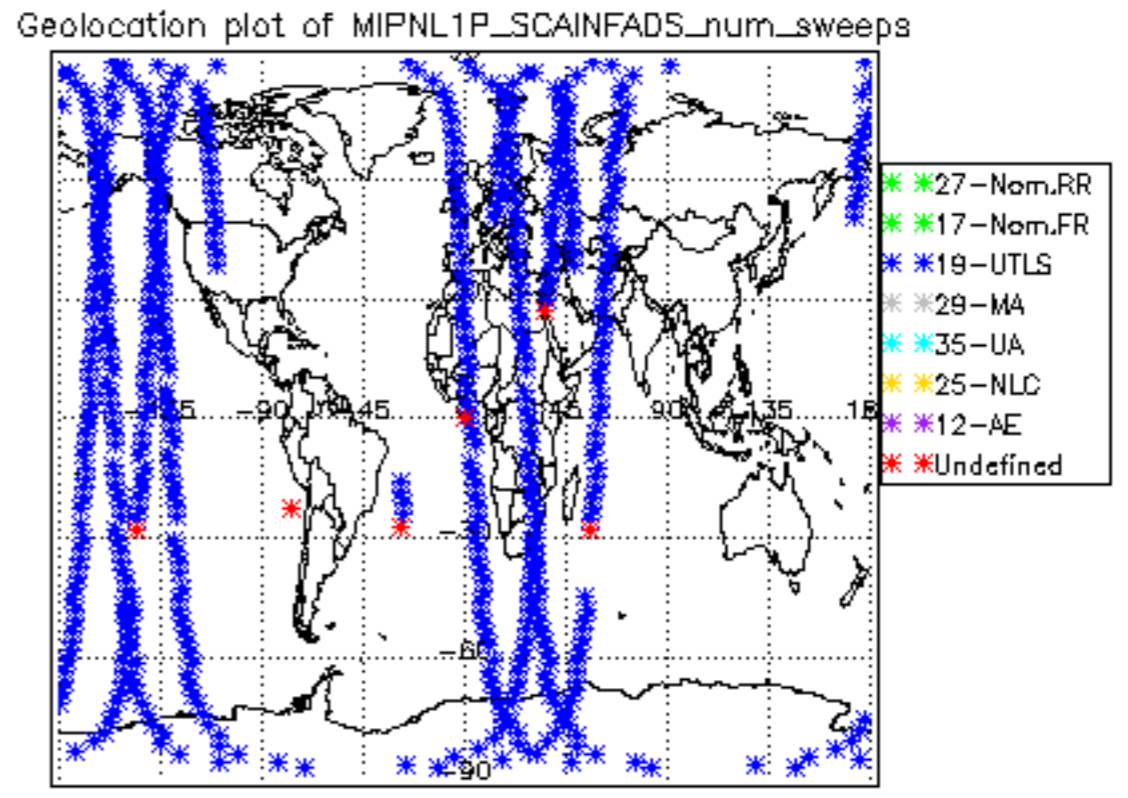 Geolocation plot of MIPNL1P_SCAINFADS_num_sweeps
27-Nom.RR
17-Nom.FR
19-UTLS
29-MA
35-UA
25-NLC
12-AE
Undefined
-90
-45
90
135
-60
-90